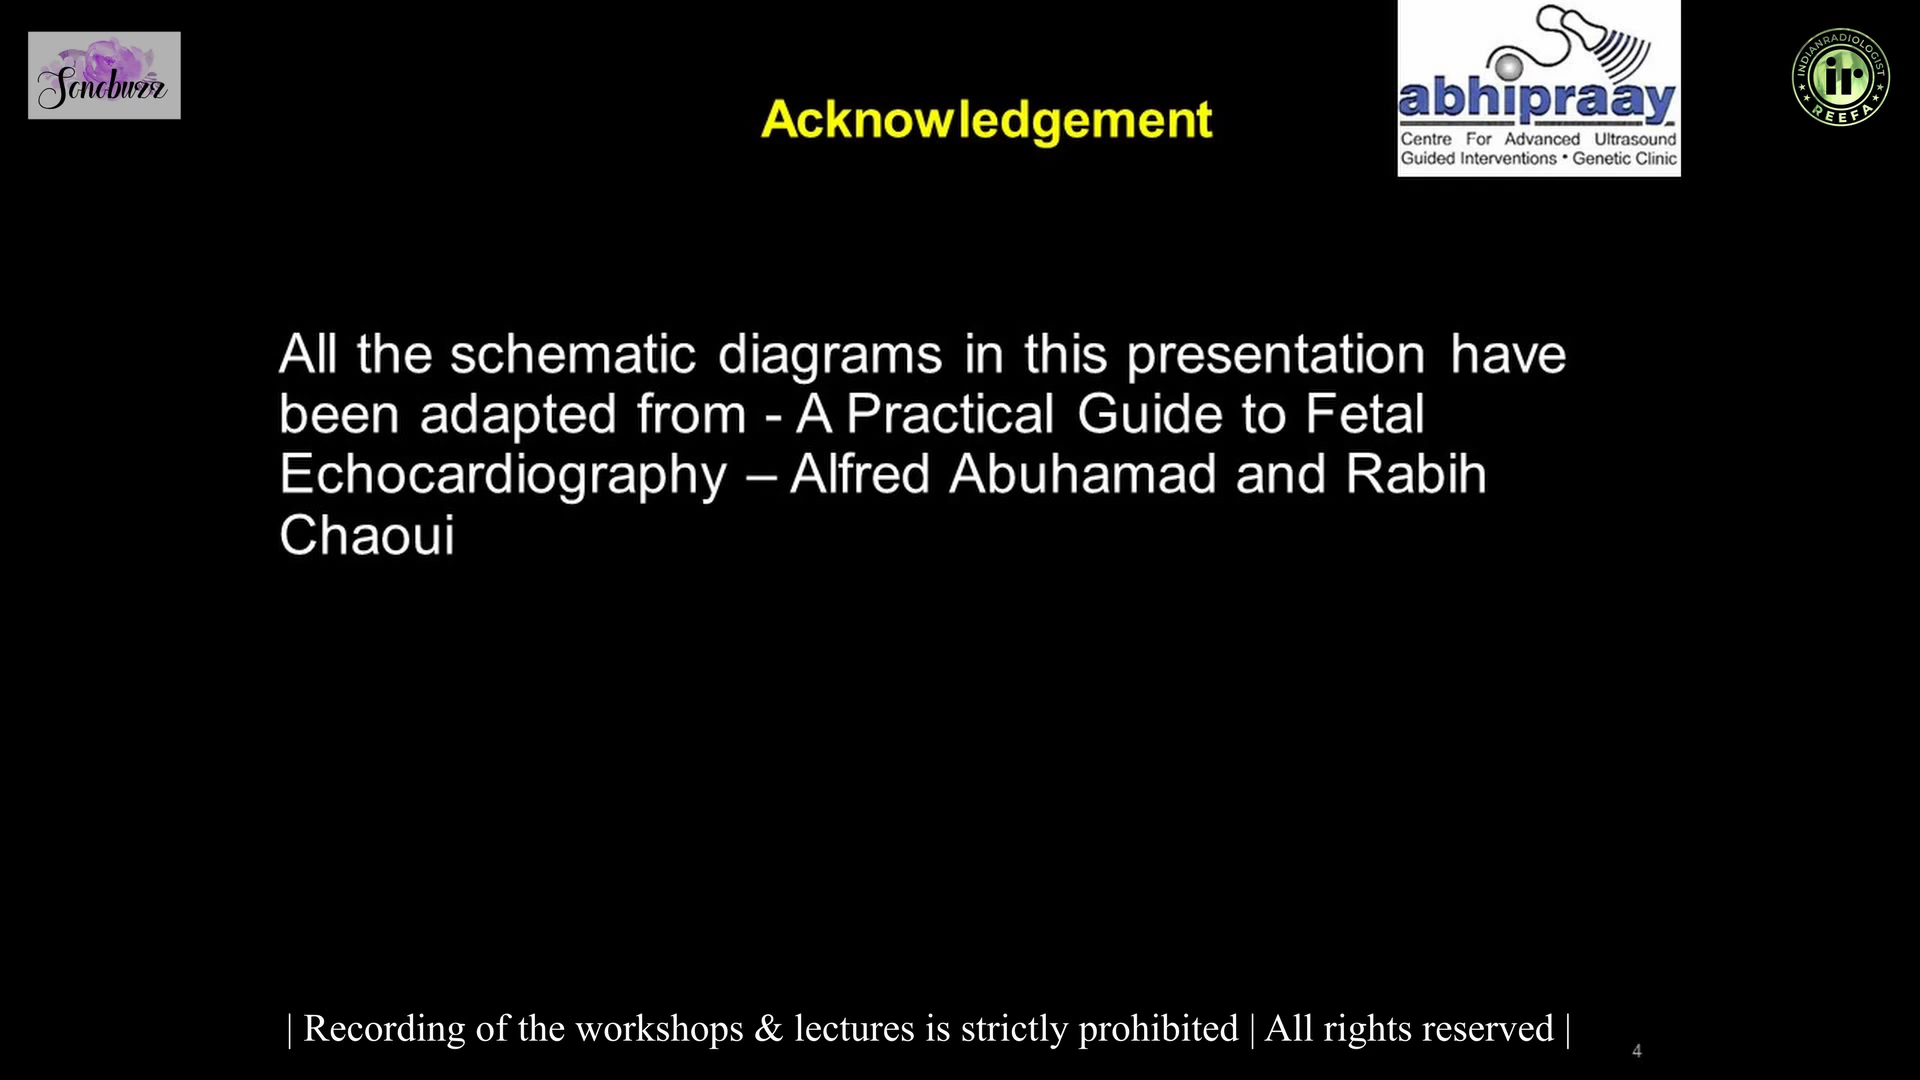 Sonobuzz
Acknowledgement
abhipraay
Centre For Advanced Ultrasound
Guided Interventions • Genetic Clinic
INDIANRADIOLOGIST
ir
REEFA
All the schematic diagrams in this presentation have
been adapted from - A Practical Guide to Fetal
Echocardiography – Alfred Abuhamad and Rabih
Chaoui
| Recording of the workshops & lectures is strictly prohibited | All rights reserved |
4